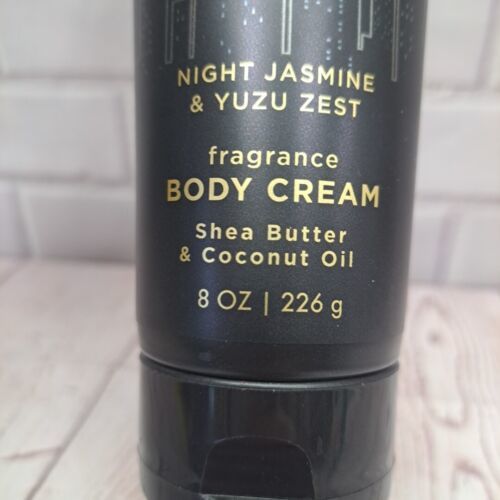 NIGHT JASMINE
& YUZU ZEST
fragrance
BODY CREAM
Shea Butter
& Coconut Oil
8 OZ | 226 g